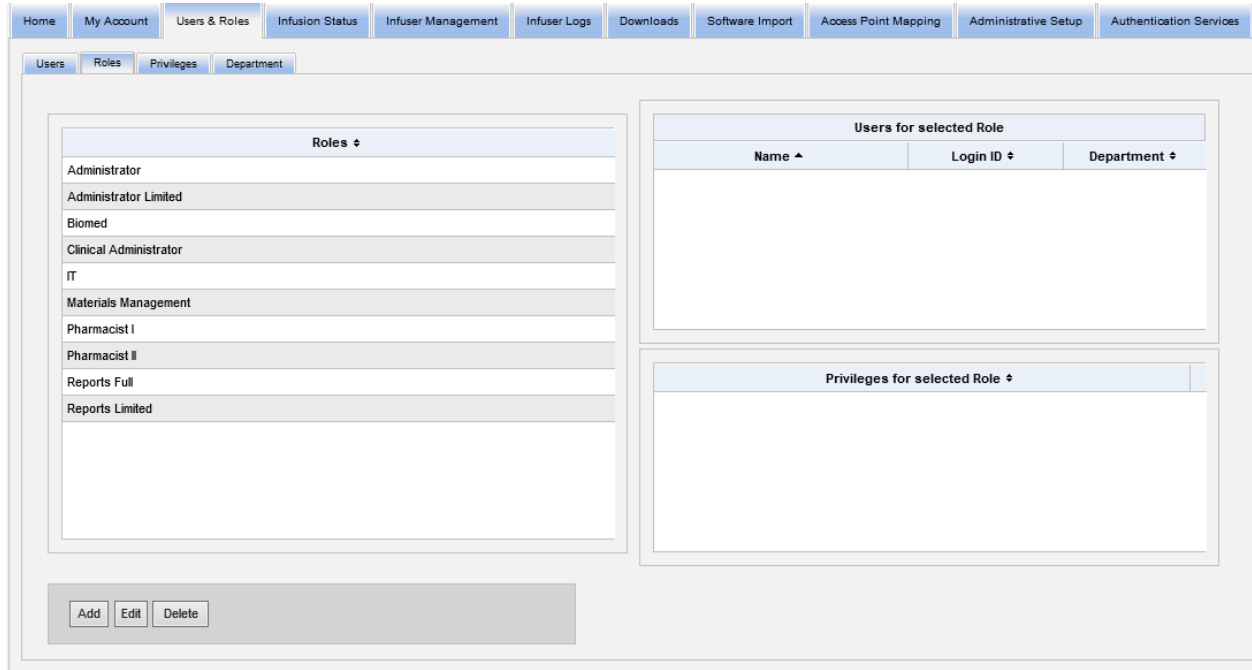 Home My Account Users & Roles Infusion Status Infuser Management Infuser Logs Downloads Software Import Access Point Mapping Administrative Setup Authentication Services
Users Roles Privileges Department
Roles
Administrator
Administrator Limited
Biomed
Clinical Administrator
IT
Materials Management
Pharmacist I
Pharmacist II
Reports Full
Reports Limited
Users for selected Role
Name Login ID Department
Privileges for selected Role
Add Edit Delete